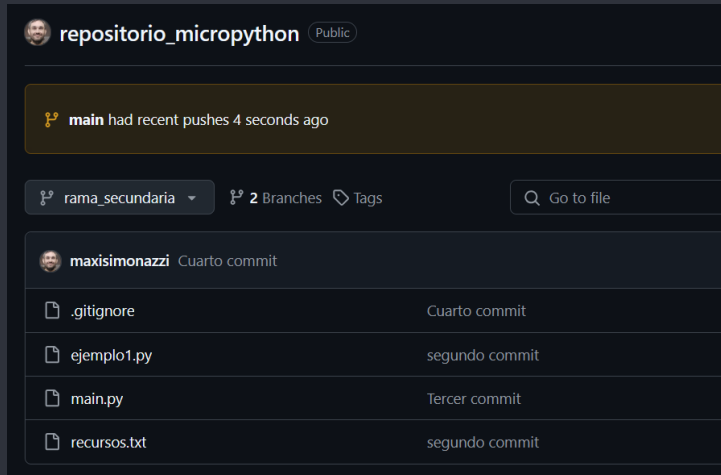 repositorio_micropython Public
main had recent pushes 4 seconds ago
rama_secundaria 2 Branches Tags Go to file
maxisimonazzi Cuarto commit
.gitignore Cuarto commit
ejemplo1.py segundo commit
main.py Tercer commit
recursos.txt segundo commit